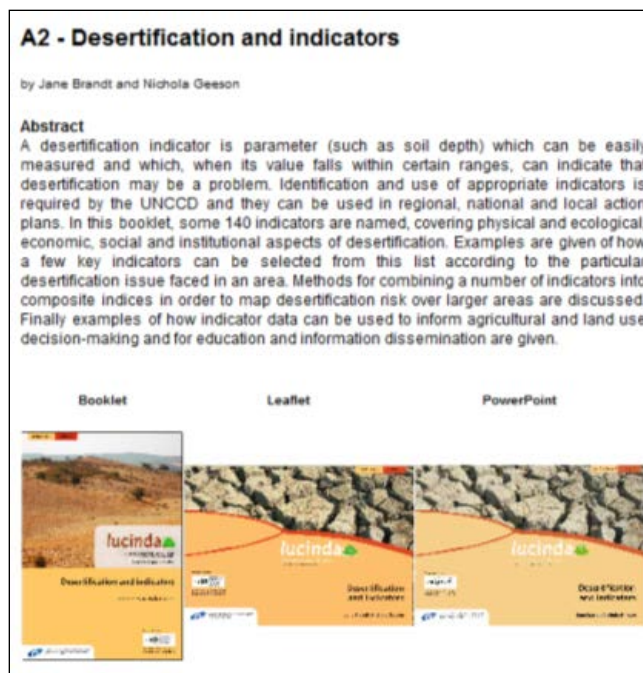 A2 - Desertification and indicators
by Jane Brandt and Nichola Geeson
Abstract
A desertification indicator is parameter (such as soil depth) which can be easily
measured and which, when its value falls within certain ranges, can indicate that
desertification may be a problem. Identification and use of appropriate indicators is
required by the UNCCD and they can be used in regional, national and local action
plans. In this booklet, some 140 indicators are named, covering physical and ecological,
economic, social and institutional aspects of desertification. Examples are given of how
a few key indicators can be selected from this list according to the particular
desertification issue faced in an area. Methods for combining a number of indicators into
composite indices in order to map desertification risk over larger areas are discussed.
Finally examples of how indicator data can be used to inform agricultural and land use
decision-making and for education and information dissemination are given.
Booklet Leaflet PowerPoint
lucinda lucinda lucinda
Desertification and indicators
Desertification
and Indicators
Desertification
and Indicators